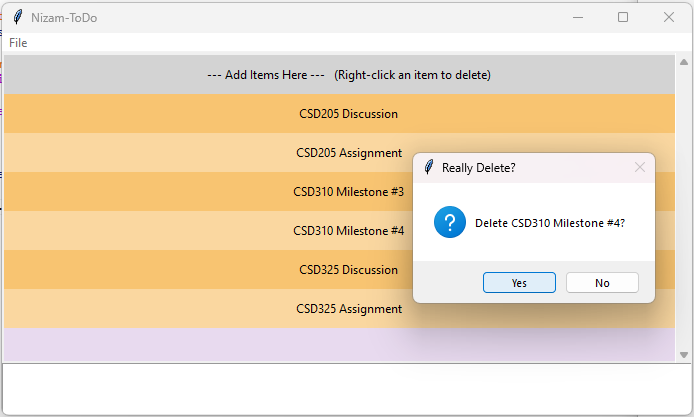 Nizam-ToDo
File
--- Add Items Here --- (Right-click an item to delete)
CSD205 Discussion
CSD205 Assignment
CSD310 Milestone #3
CSD310 Milestone #4
CSD325 Discussion
CSD325 Assignment
Really Delete?
Delete CSD310 Milestone #4?
Yes No